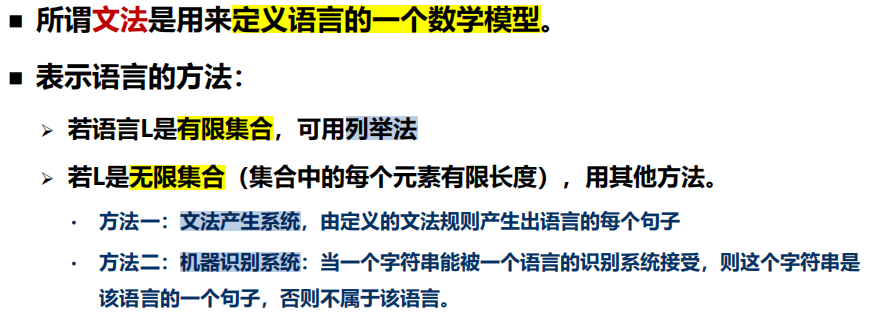 ▪ 所谓文法是用来定义语言的一个数学模型。
▪ 表示语言的方法：
➢ 若语言L是有限集合，可用列举法
➢ 若L是无限集合（集合中的每个元素有限长度），用其他方法。
• 方法一：文法产生系统，由定义的文法规则产生出语言的每个句子
• 方法二：机器识别系统：当一个字符串能被一个语言的识别系统接受，则这个字符串是
该语言的一个句子，否则不属于该语言。